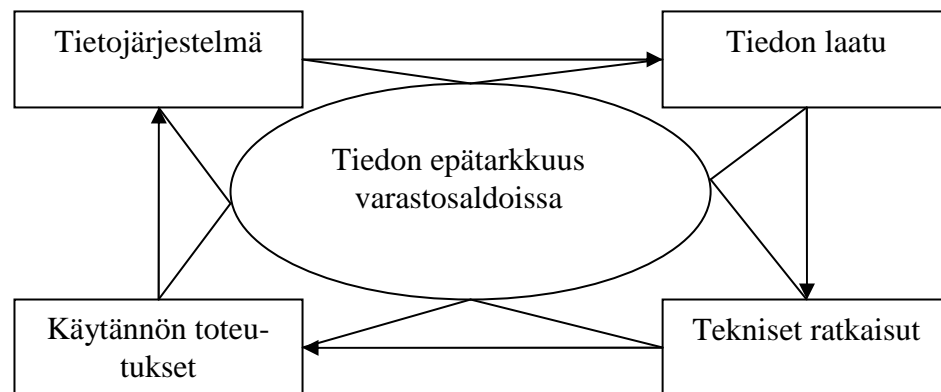 Tietojärjestelmä
Tiedon laatu
Tiedon epätarkkuus
varastosaldoissa
Käytännön toteu-
tukset
Tekniset ratkaisut